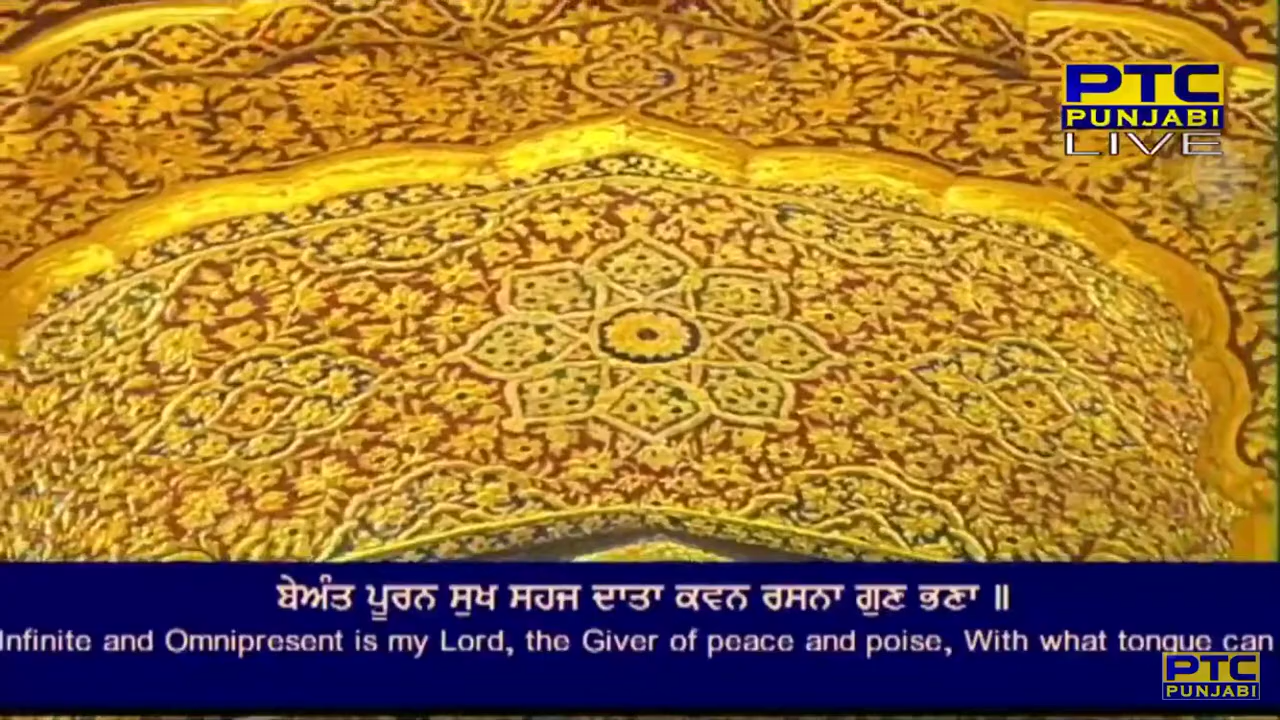 PTC
PUNJABI
LIVE
ਬੇਅੰਤ ਪੂਰਨ ਸੁਖ ਸਹਜ ਦਾਤਾ ਕਵਨ ਰਸਨਾ ਗੁਣ ਭਣਾ ॥
Infinite and Omnipresent is my Lord, the Giver of peace and poise, With what tongue can
PTC
PUNJABI